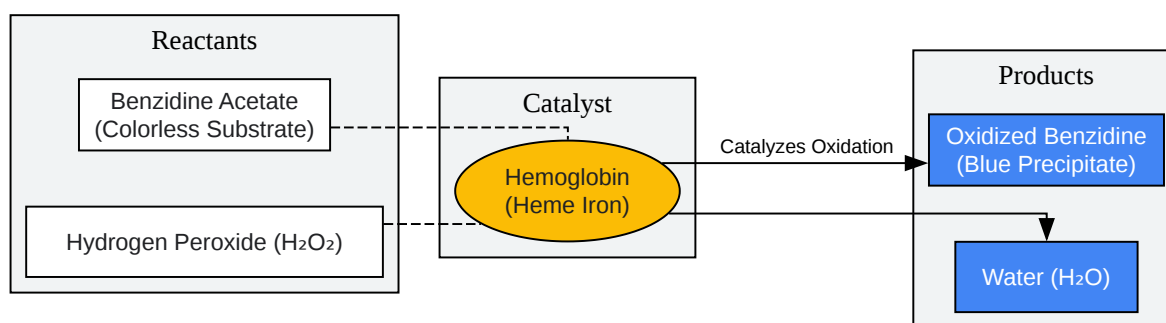 Reactants
Benzidine Acetate
(Colorless Substrate)
Hydrogen Peroxide (H₂O₂)
Catalyst
Hemoglobin
(Heme Iron)
Catalyzes Oxidation
Products
Oxidized Benzidine
(Blue Precipitate)
Water (H₂O)